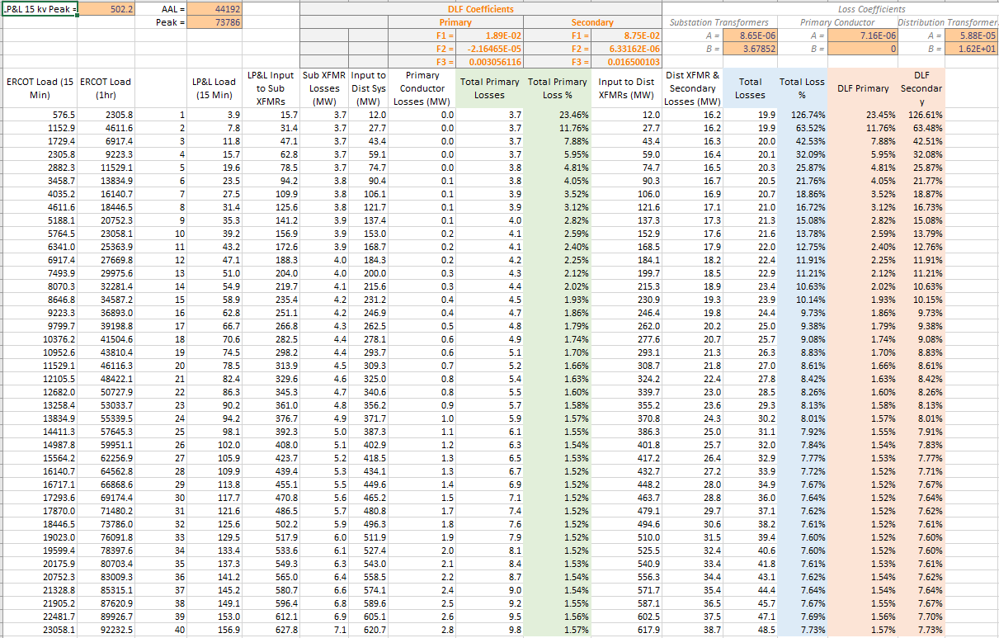 LP&L 15 kv Peak = 502.2 AAL = 44192 DLF Coefficients Loss Coefficients
Peak = 73786 Primary Secondary Substation Transformers Primary Conductor Distribution Transformer
F1 = 1.89E-02 F1 = 8.75E-02 A = 8.65E-06 A = 7.16E-06 A = 5.88E-05
F2 = -2.16465E-05 F2 = 6.33162E-06 B = 3.67852 B = 0 B = 1.62E+01
F3 = 0.003056116 F3 = 0.016500103
ERCOT Load (15 Min) ERCOT Load (1hr) LP&L Load (15 Min) LP&L Input to Sub XFMRs Sub XFMR Losses (MW) Input to Dist Sys (MW) Primary Conductor Losses (MW) Total Primary Losses Total Primary Loss % Input to Dist XFMRs (MW) Dist XFMR & Secondary Losses (MW) Total Losses Total Loss % DLF Primary DLF Secondar y
576.5 2305.8 1 3.9 15.7 3.7 12.0 0.0 3.7 23.46% 12.0 16.2 19.9 126.74% 23.45% 126.61%
1152.9 4611.6 2 7.8 31.4 3.7 27.7 0.0 3.7 11.76% 27.7 16.2 19.9 63.52% 11.76% 63.48%
1729.4 6917.4 3 11.8 47.1 3.7 43.4 0.0 3.7 7.88% 43.4 16.3 20.0 42.53% 7.88% 42.51%
2305.8 9223.3 4 15.7 62.8 3.7 59.1 0.0 3.7 5.95% 59.0 16.4 20.1 32.09% 5.95% 32.08%
2882.3 11529.1 5 19.6 78.5 3.7 74.7 0.0 3.8 4.81% 74.7 16.5 20.3 25.87% 4.81% 25.87%
3458.7 13834.9 6 23.5 94.2 3.8 90.4 0.1 3.8 4.05% 90.3 16.7 20.5 21.76% 4.05% 21.77%
4035.2 16140.7 7 27.5 109.9 3.8 106.1 0.1 3.9 3.52% 106.0 16.9 20.7 18.86% 3.52% 18.87%
4611.6 18446.5 8 31.4 125.6 3.8 121.7 0.1 3.9 3.12% 121.6 17.1 21.0 16.72% 3.12% 16.73%
5188.1 20752.3 9 35.3 141.2 3.9 137.4 0.1 4.0 2.82% 137.3 17.3 21.3 15.08% 2.82% 15.08%
5764.5 23058.1 10 39.2 156.9 3.9 153.0 0.2 4.1 2.59% 152.9 17.6 21.6 13.78% 2.59% 13.79%
6341.0 25363.9 11 43.2 172.6 3.9 168.7 0.2 4.1 2.40% 168.5 17.9 22.0 12.75% 2.40% 12.76%
6917.4 27669.8 12 47.1 188.3 4.0 184.3 0.2 4.2 2.25% 184.1 18.2 22.4 11.91% 2.25% 11.91%
7493.9 29975.6 13 51.0 204.0 4.0 200.0 0.3 4.3 2.12% 199.7 18.5 22.9 11.21% 2.12% 11.21%
8070.3 32281.4 14 54.9 219.7 4.1 215.6 0.3 4.4 2.02% 215.3 18.9 23.4 10.63% 2.02% 10.63%
8646.8 34587.2 15 58.9 235.4 4.2 231.2 0.4 4.5 1.93% 230.9 19.3 23.9 10.14% 1.93% 10.15%
9223.3 36893.0 16 62.8 251.1 4.2 246.9 0.4 4.7 1.86% 246.4 19.8 24.4 9.73% 1.86% 9.73%
9799.7 39198.8 17 66.7 266.8 4.3 262.5 0.5 4.8 1.79% 262.0 20.2 25.0 9.38% 1.79% 9.38%
10376.2 41504.6 18 70.6 282.5 4.4 278.1 0.6 4.9 1.74% 277.6 20.7 25.7 9.08% 1.74% 9.08%
10952.6 43810.4 19 74.5 298.2 4.4 293.7 0.6 5.1 1.70% 293.1 21.3 26.3 8.83% 1.70% 8.83%
11529.1 46116.3 20 78.5 313.9 4.5 309.3 0.7 5.2 1.66% 308.7 21.8 27.0 8.61% 1.66% 8.61%
12105.5 48422.1 21 82.4 329.6 4.6 325.0 0.8 5.4 1.63% 324.2 22.4 27.8 8.42% 1.63% 8.42%
12682.0 50727.9 22 86.3 345.3 4.7 340.6 0.8 5.5 1.60% 339.7 23.0 28.5 8.26% 1.60% 8.26%
13258.4 53033.7 23 90.2 361.0 4.8 356.2 0.9 5.7 1.58% 355.2 23.6 29.3 8.13% 1.58% 8.13%
13834.9 55339.5 24 94.2 376.7 4.9 371.7 1.0 5.9 1.57% 370.8 24.3 30.2 8.01% 1.57% 8.01%
14411.3 57645.3 25 98.1 392.3 5.0 387.3 1.1 6.1 1.55% 386.3 25.0 31.1 7.92% 1.55% 7.91%
14987.8 59951.1 26 102.0 408.0 5.1 402.9 1.2 6.3 1.54% 401.8 25.7 32.0 7.84% 1.54% 7.83%
15564.2 62256.9 27 105.9 423.7 5.2 418.5 1.3 6.5 1.53% 417.2 26.4 32.9 7.77% 1.53% 7.77%
16140.7 64562.8 28 109.9 439.4 5.3 434.1 1.3 6.7 1.52% 432.7 27.2 33.9 7.72% 1.52% 7.71%
16717.1 66868.6 29 113.8 455.1 5.5 449.6 1.4 6.9 1.52% 448.2 28.0 34.9 7.67% 1.52% 7.67%
17293.6 69174.4 30 117.7 470.8 5.6 465.2 1.5 7.1 1.52% 463.7 28.8 36.0 7.64% 1.52% 7.64%
17870.0 71480.2 31 121.6 486.5 5.7 480.8 1.7 7.4 1.52% 479.1 29.7 37.1 7.62% 1.52% 7.62%
18446.5 73786.0 32 125.6 502.2 5.9 496.3 1.8 7.6 1.52% 494.6 30.6 38.2 7.61% 1.52% 7.61%
19023.0 76091.8 33 129.5 517.9 6.0 511.9 1.9 7.9 1.52% 510.0 31.5 39.4 7.60% 1.52% 7.60%
19599.4 78397.6 34 133.4 533.6 6.1 527.4 2.0 8.1 1.52% 525.5 32.4 40.6 7.60% 1.52% 7.60%
20175.9 80703.4 35 137.3 549.3 6.3 543.0 2.1 8.4 1.53% 540.9 33.4 41.8 7.61% 1.53% 7.61%
20752.3 83009.3 36 141.2 565.0 6.4 558.5 2.2 8.7 1.54% 556.3 34.4 43.1 7.62% 1.54% 7.62%
21328.8 85315.1 37 145.2 580.7 6.6 574.1 2.4 9.0 1.54% 571.7 35.4 44.4 7.64% 1.54% 7.64%
21905.2 87620.9 38 149.1 596.4 6.8 589.6 2.5 9.2 1.55% 587.1 36.5 45.7 7.67% 1.55% 7.67%
22481.7 89926.7 39 153.0 612.1 6.9 605.1 2.6 9.5 1.56% 602.5 37.5 47.1 7.69% 1.56% 7.70%
23058.1 92232.5 40 156.9 627.8 7.1 620.7 2.8 9.8 1.57% 617.9 38.7 48.5 7.73% 1.57% 7.73%